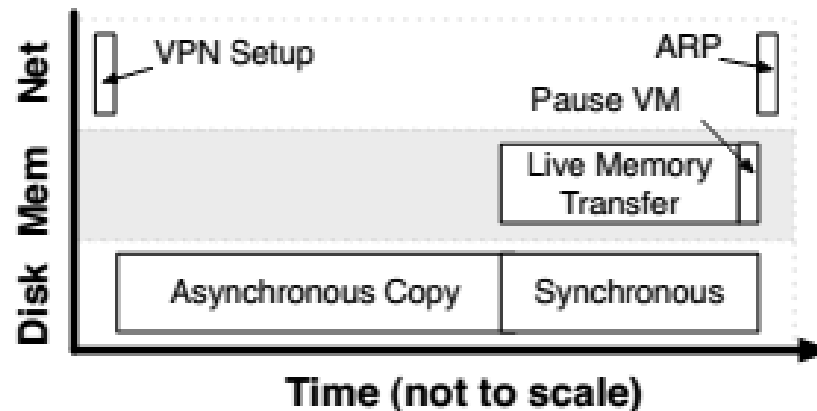 Net
VPN Setup
ARP
Pause VM
Mem
Live Memory
Transfer
Disk
Asynchronous Copy
Synchronous
Time (not to scale)